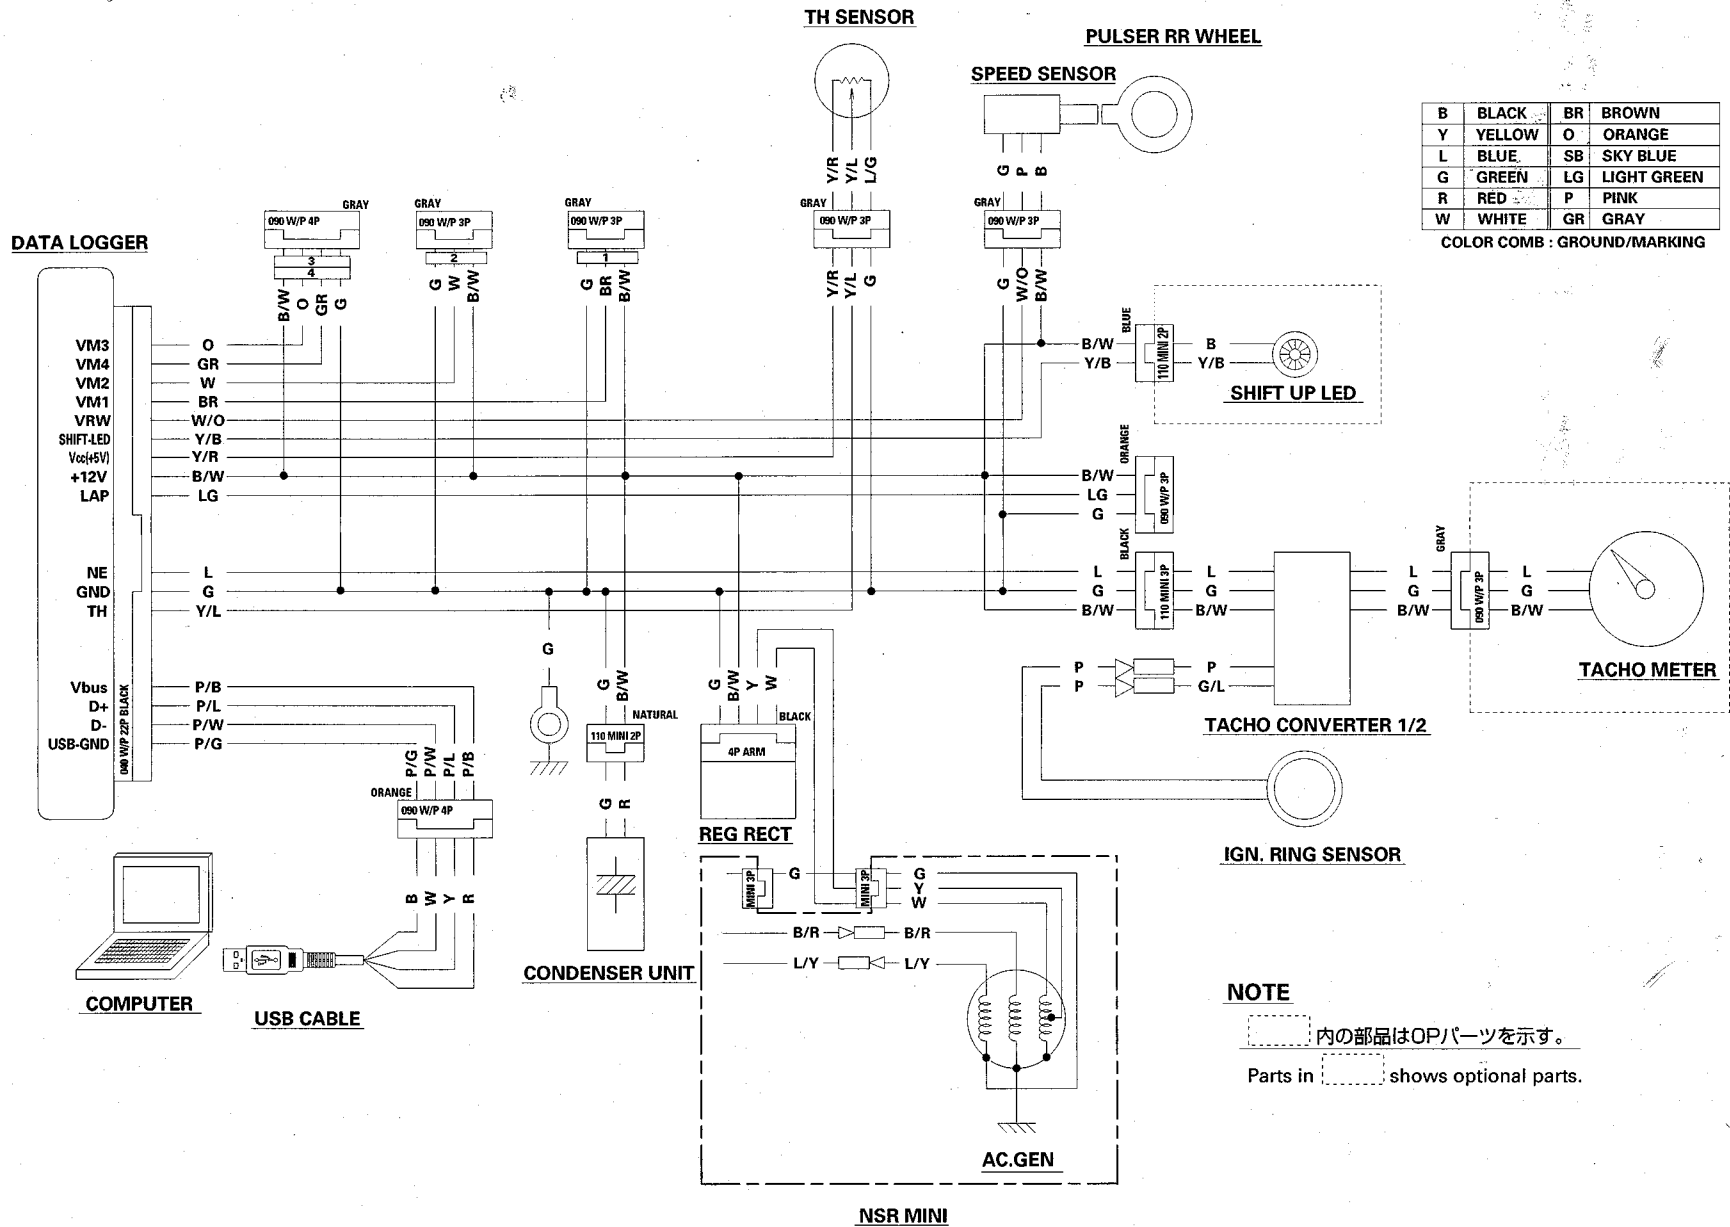 TH SENSOR
PULSER RR WHEEL
SPEED SENSOR
B BLACK BR BROWN
Y YELLOW O ORANGE
L BLUE SB SKY BLUE
G GREEN LG LIGHT GREEN
R RED P PINK
W WHITE GR GRAY
COLOR COMB : GROUND/MARKING
Y/R Y/L L/G
G P B
GRAY 090 W/P 4P
GRAY 090 W/P 3P
GRAY 090 W/P 3P
GRAY 090 W/P 3P
GRAY 090 W/P 3P
3
4
2
1
B/W O GR G
G W B/W
G BR B/W
Y/R Y/L G
G W/O B/W
DATA LOGGER
VM3 O
VM4 GR
VM2 W
VM1 BR
VRW W/O
SHIFT-LED Y/B
Vcc(+5V) Y/R
+12V B/W
LAP LG
NE L
GND G
TH Y/L
Vbus P/B
D+ P/L
D- P/W
USB-GND P/G
040 W/P 22P BLACK
BLUE
110 MINI 2P
B/W B
Y/B Y/B
SHIFT UP LED
ORANGE
090 W/P 3P
B/W
LG
G
BLACK
110 MINI 3P
L L L L
G G G G
B/W B/W B/W B/W
GRAY
090 W/P 3P
TACHO METER
P P
P G/L
TACHO CONVERTER 1/2
IGN. RING SENSOR
G
G B/W
NATURAL
110 MINI 2P
G R
CONDENSER UNIT
G B/W Y W
BLACK
4P ARM
REG RECT
P/G P/W P/L P/B
ORANGE
090 W/P 4P
B W Y R
COMPUTER
USB CABLE
MINI 3P
G
MINI 3P
G
Y
W
B/R B/R
L/Y L/Y
AC.GEN
NSR MINI
NOTE
内の部品はOPパーツを示す。
Parts in shows optional parts.